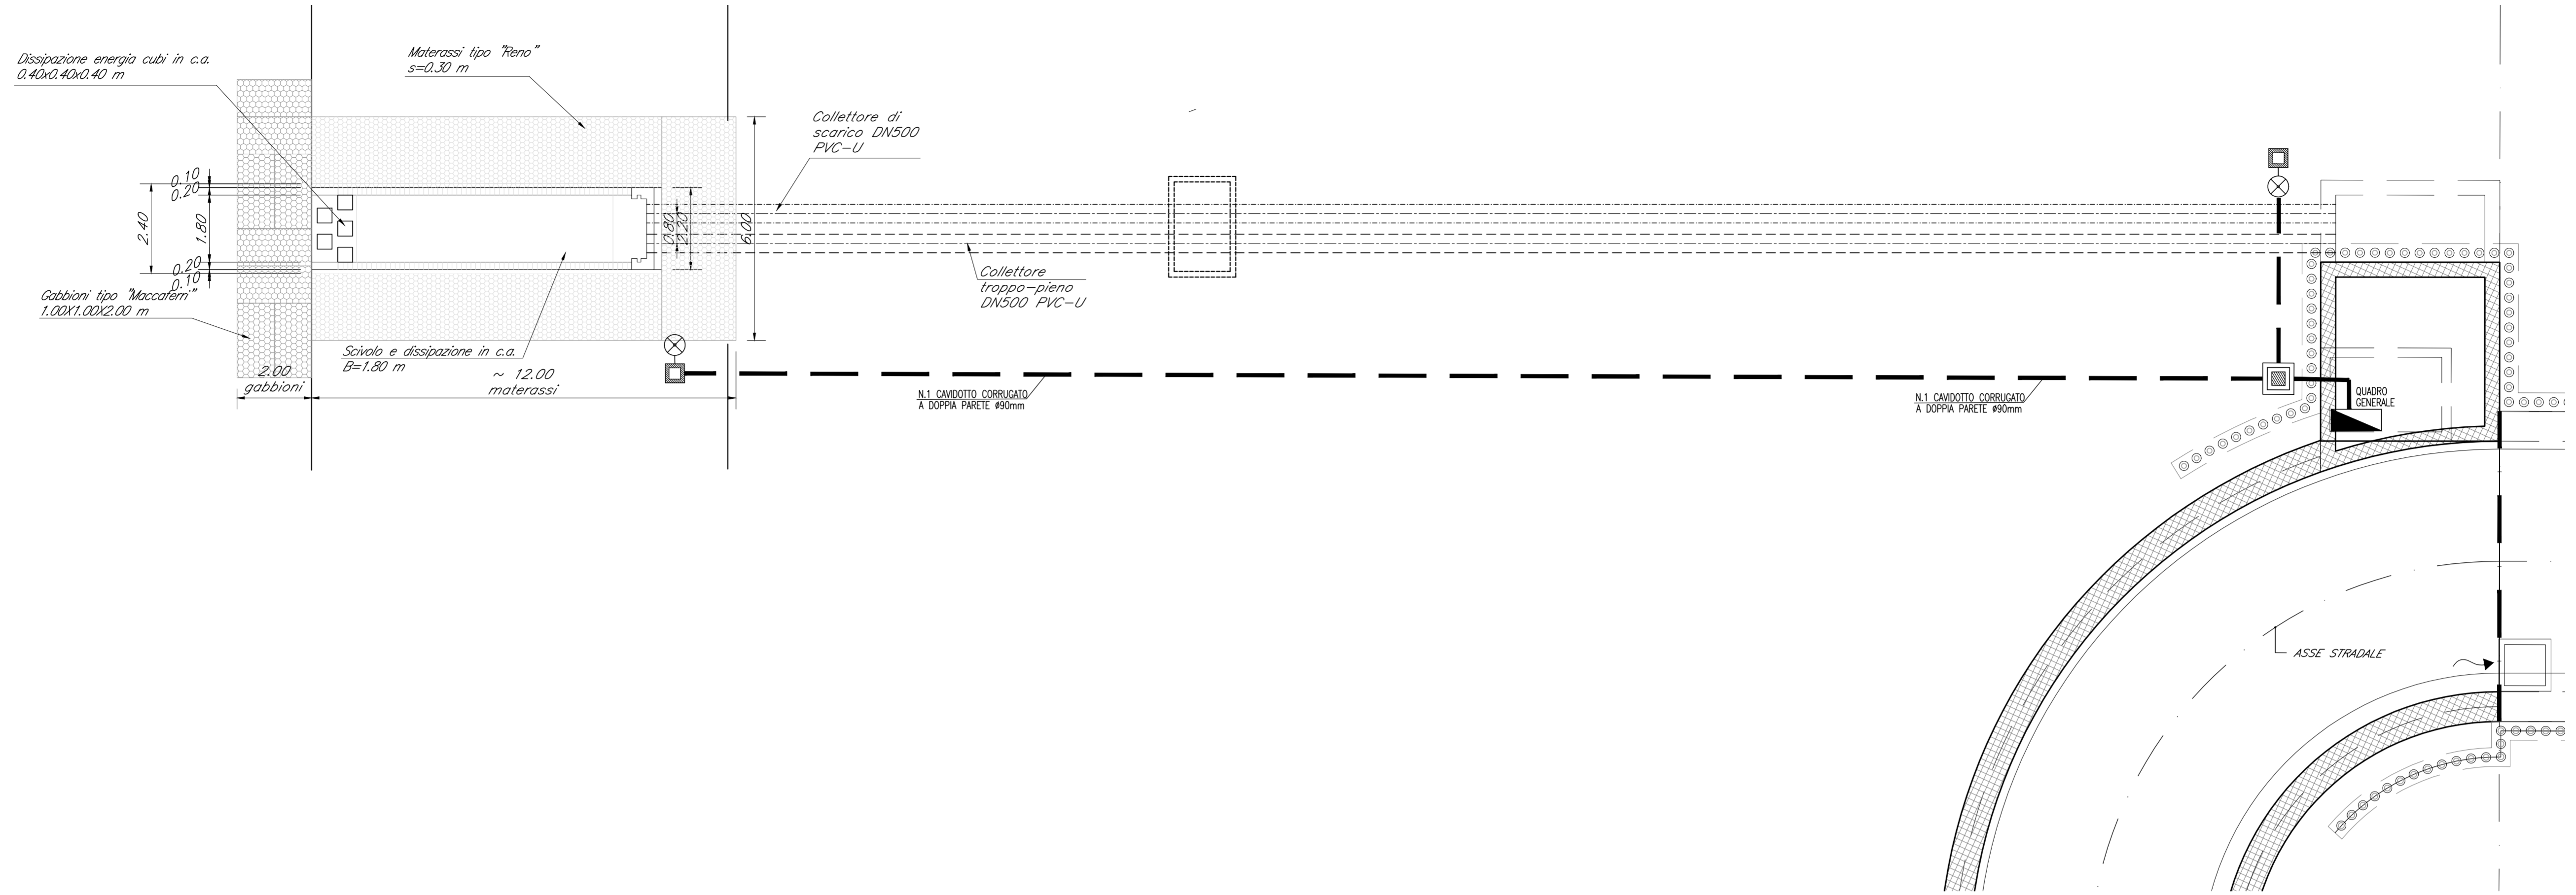 Dissipazione energia cubi in c.a.
0.40x0.40x0.40 m
Materassi tipo "Reno"
s=0.30 m
Collettore di
scarico DN500
PVC-U
0.10
0.20
2.40
1.80
0.20
0.10
0.80
2.20
6.00
Collettore
troppo-pieno
DN500 PVC-U
Gabbioni tipo "Maccaferri"
1.00X1.00X2.00 m
Scivolo e dissipazione in c.a.
B=1.80 m
2.00
gabbioni
~ 12.00
materassi
N.1 CAVIDOTTO CORRUGATO
A DOPPIA PARETE ø90mm
N.1 CAVIDOTTO CORRUGATO
A DOPPIA PARETE ø90mm
QUADRO
GENERALE
ASSE STRADALE